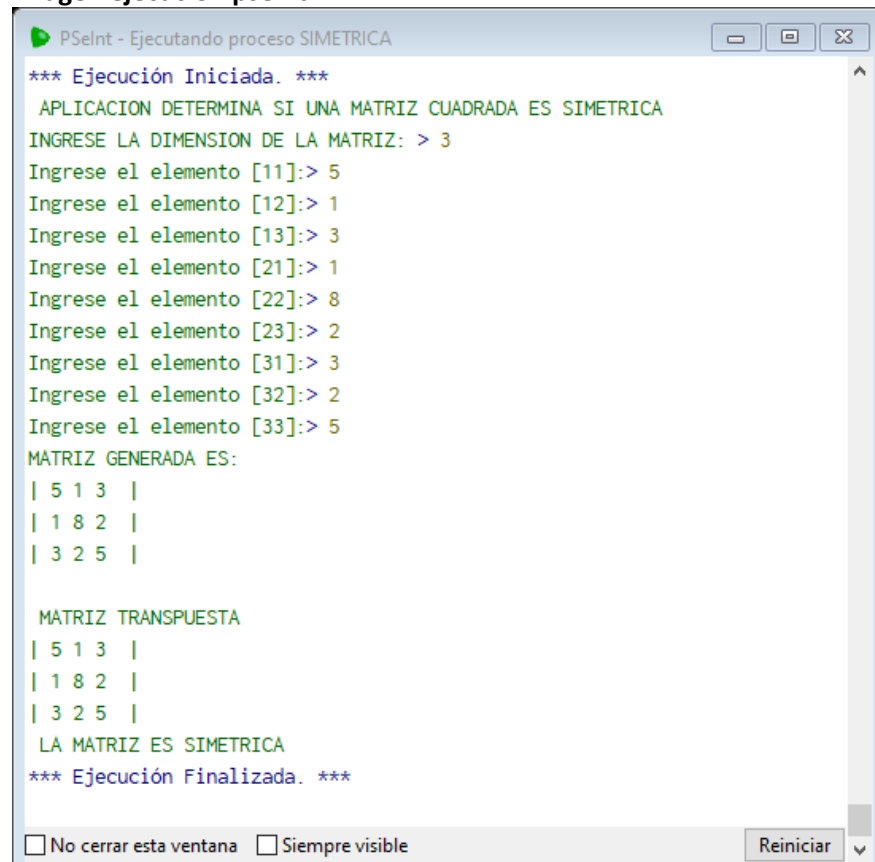 PSeInt - Ejecutando proceso SIMETRICA
*** Ejecución Iniciada. ***
APLICACION DETERMINA SI UNA MATRIZ CUADRADA ES SIMETRICA
INGRESE LA DIMENSION DE LA MATRIZ: > 3
Ingrese el elemento [11]:> 5
Ingrese el elemento [12]:> 1
Ingrese el elemento [13]:> 3
Ingrese el elemento [21]:> 1
Ingrese el elemento [22]:> 8
Ingrese el elemento [23]:> 2
Ingrese el elemento [31]:> 3
Ingrese el elemento [32]:> 2
Ingrese el elemento [33]:> 5
MATRIZ GENERADA ES:
| 5 1 3 |
| 1 8 2 |
| 3 2 5 |
MATRIZ TRANSPUESTA
| 5 1 3 |
| 1 8 2 |
| 3 2 5 |
LA MATRIZ ES SIMETRICA
*** Ejecución Finalizada. ***
No cerrar esta ventana Siempre visible Reiniciar